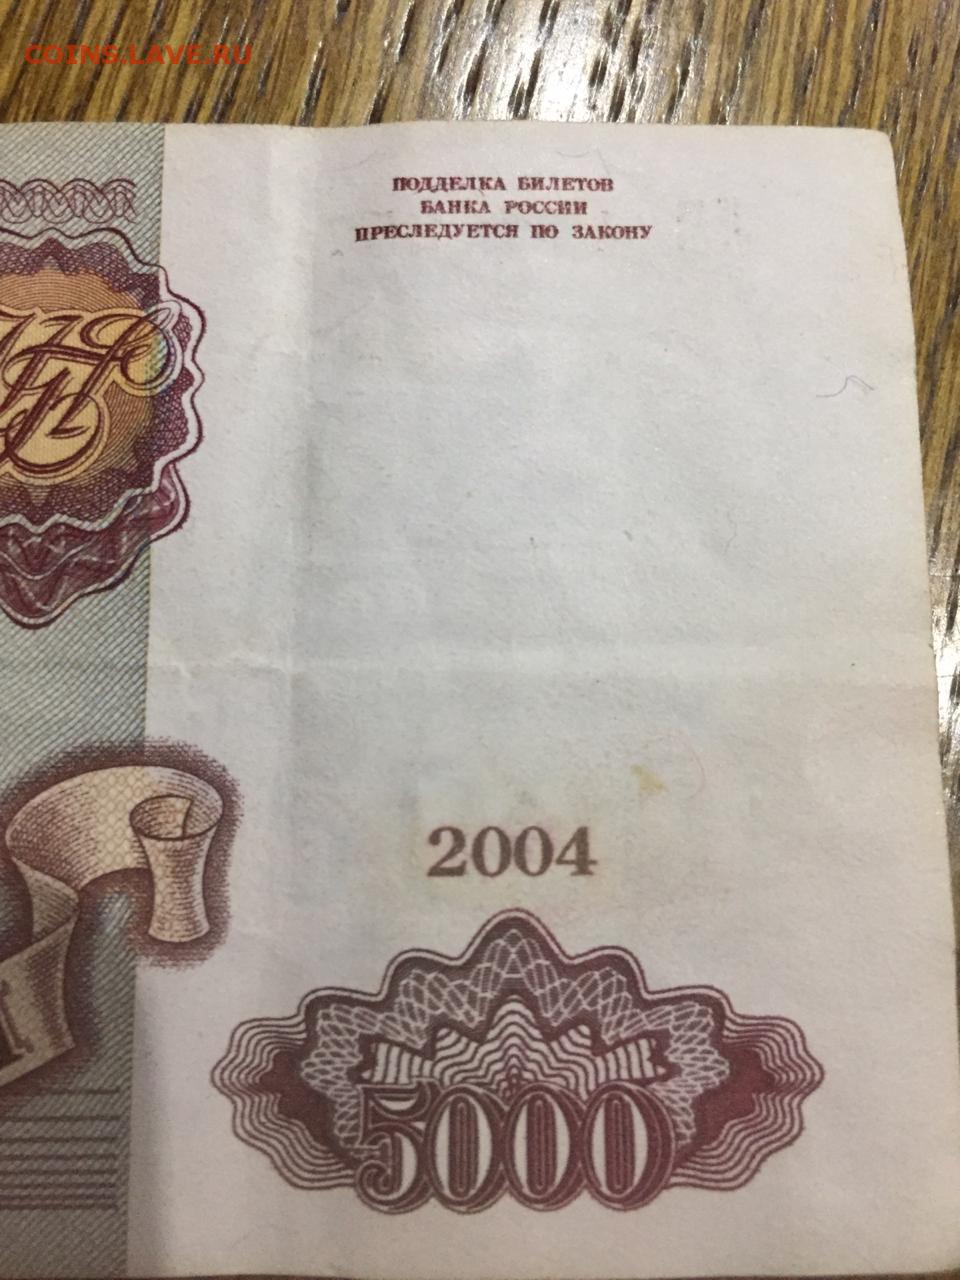 COINS.LAVE.RU
ПОДДЕЛКА БИЛЕТОВ
БАНКА РОССИИ
ПРЕСЛЕДУЕТСЯ ПО ЗАКОНУ
2004
5000